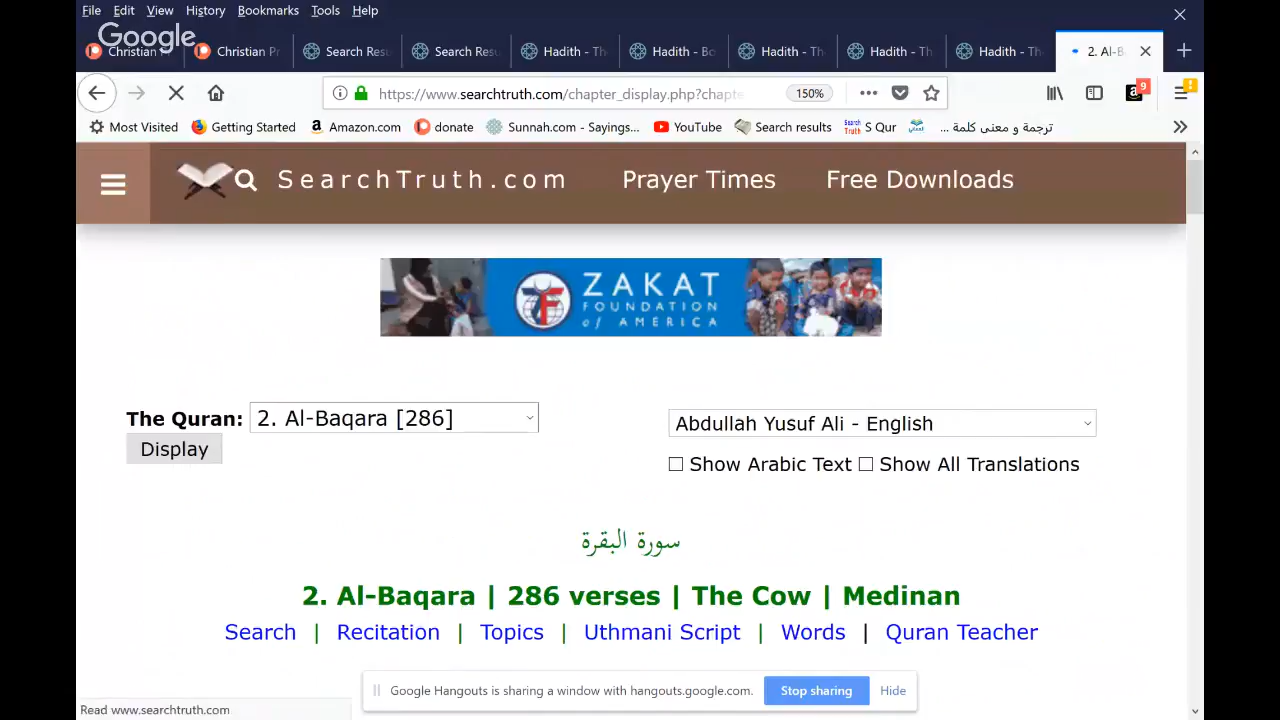 File Edit View History Bookmarks Tools Help
Google
Christian Christian Pr Search Resu Search Resu Hadith - Th Hadith - Bo Hadith - Th Hadith - Th Hadith - Th 2. Al-B
https://www.searchtruth.com/chapter_display.php?chapte 150% 9
Most Visited Getting Started Amazon.com donate Sunnah.com - Sayings... YouTube Search results Search Truth S Qur ترجمة و معنى كلمة ...
SearchTruth.com Prayer Times Free Downloads
ZAKAT
FOUNDATION
of AMERICA
The Quran: 2. Al-Baqara [286] Abdullah Yusuf Ali - English
Display Show Arabic Text Show All Translations
سورة البقرة
2. Al-Baqara | 286 verses | The Cow | Medinan
Search | Recitation | Topics | Uthmani Script | Words | Quran Teacher
Google Hangouts is sharing a window with hangouts.google.com. Stop sharing Hide
Read www.searchtruth.com